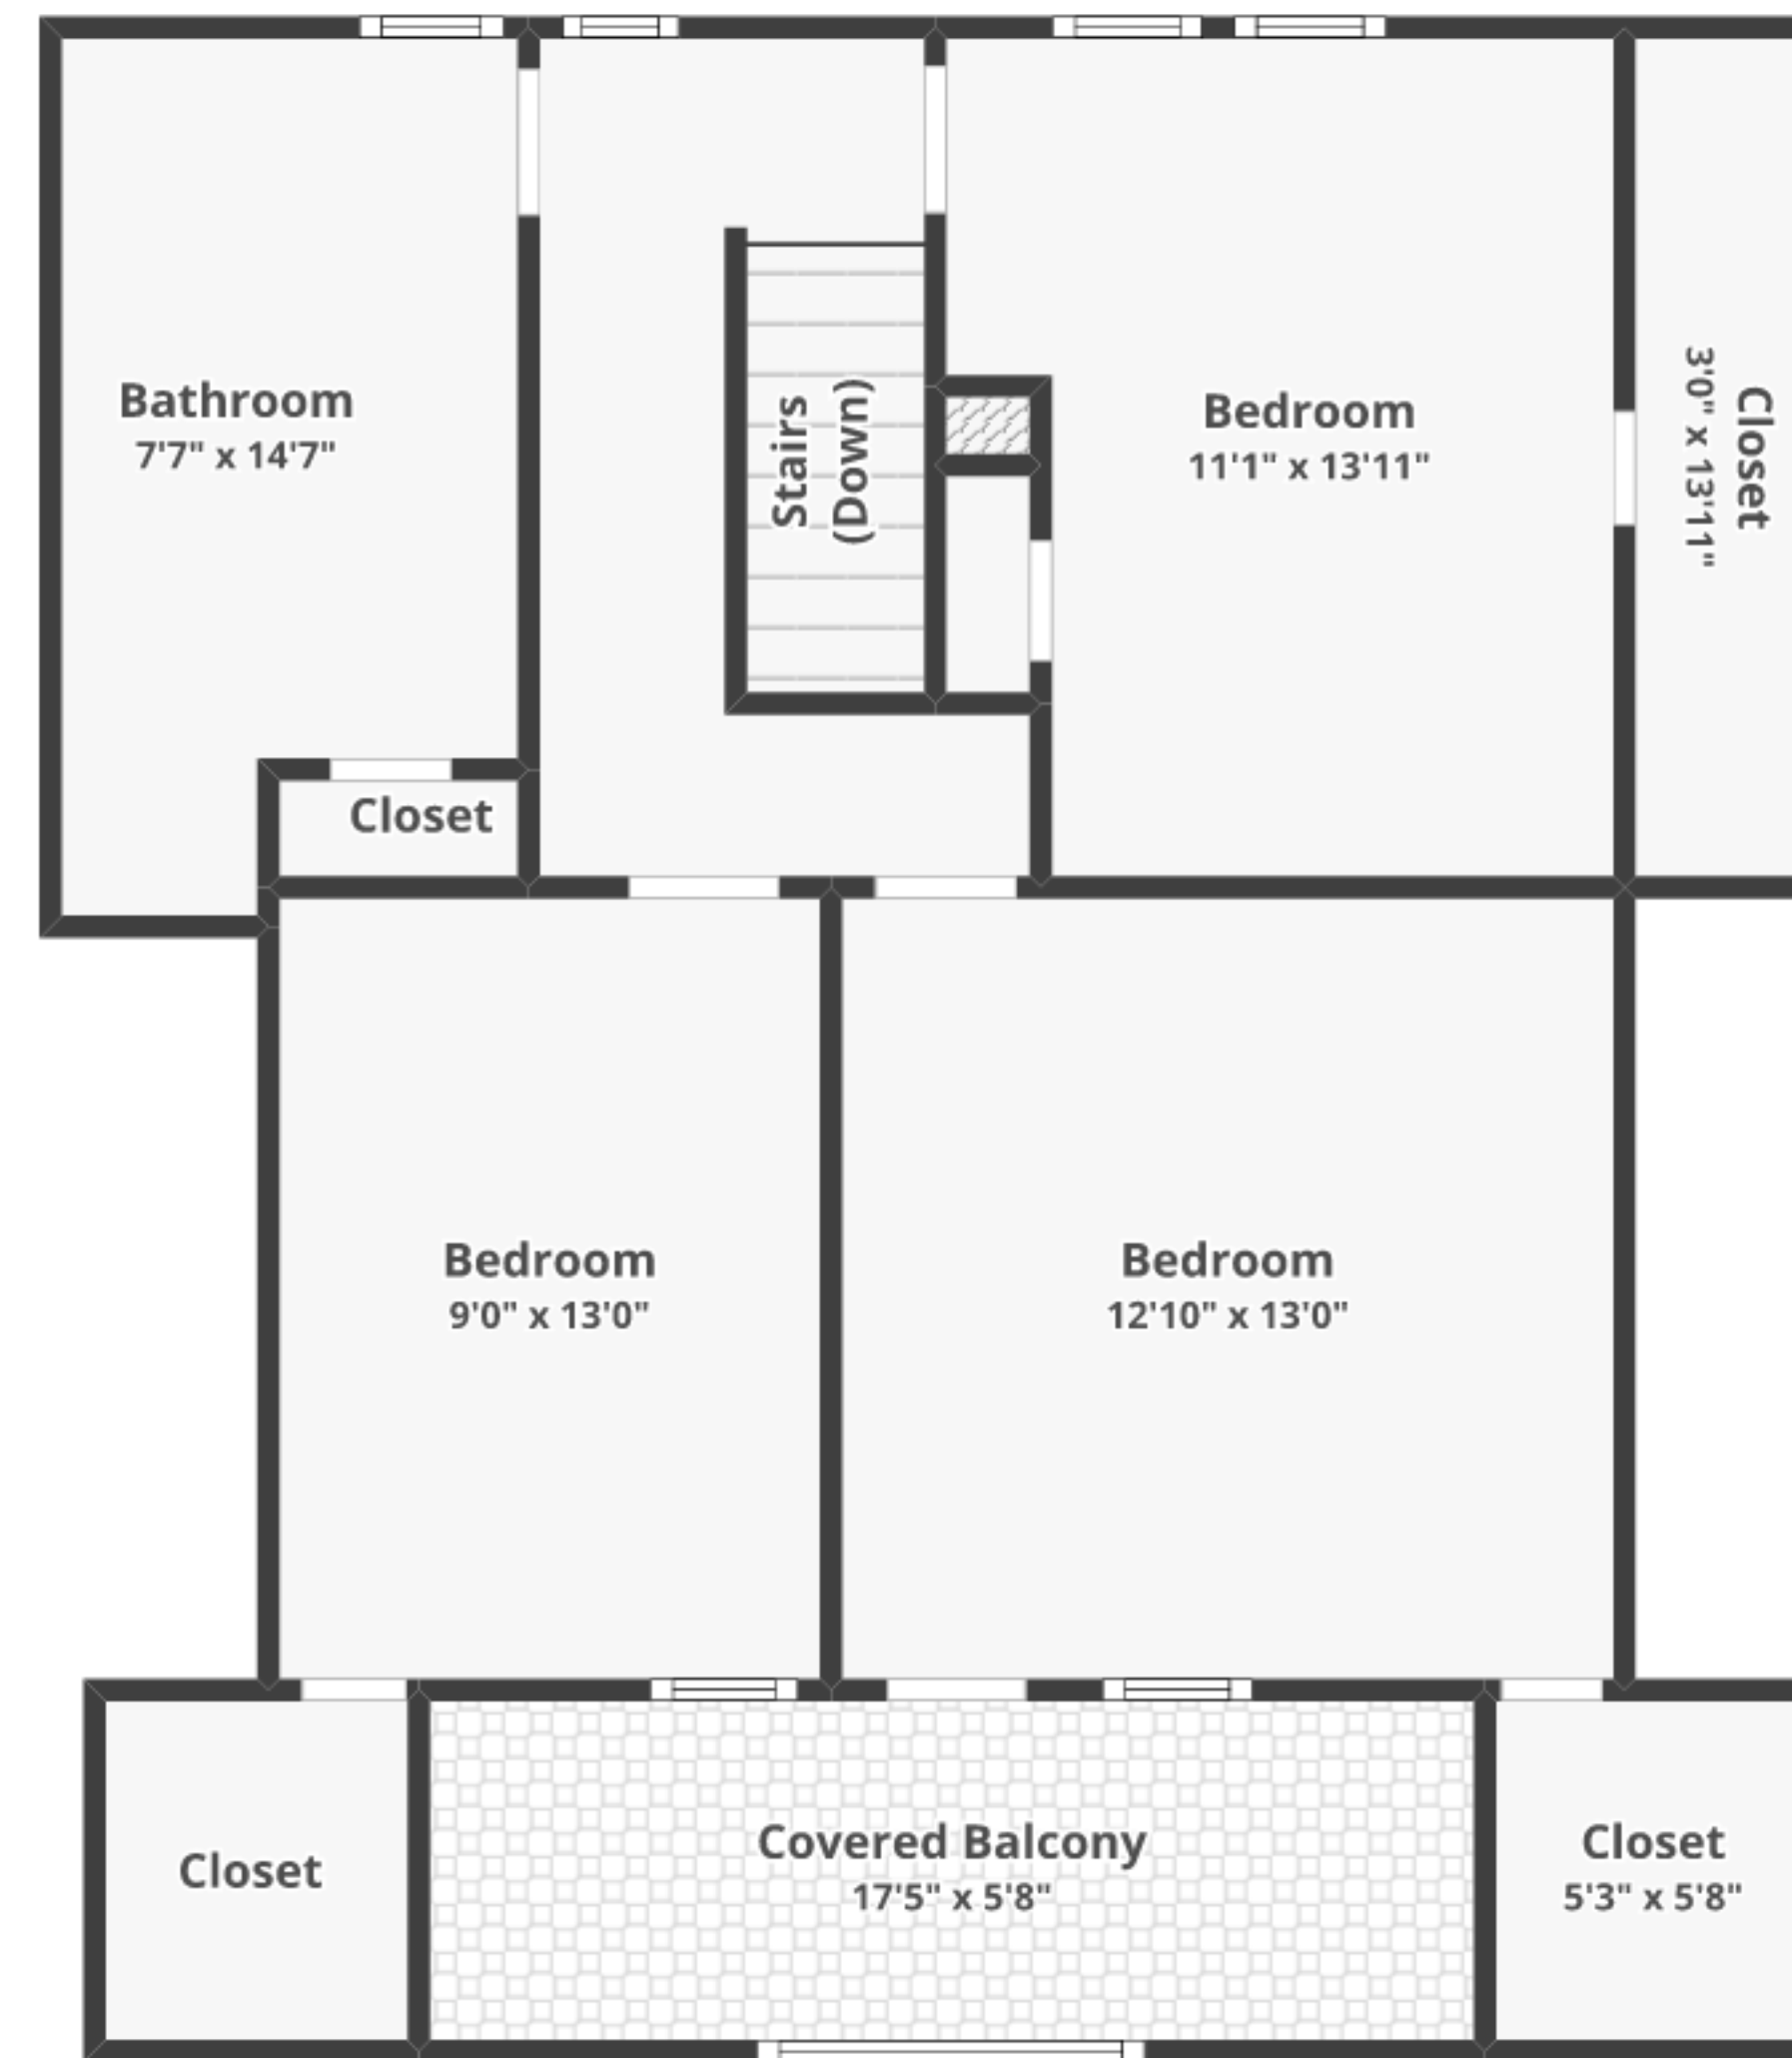 Bathroom
7'7" x 14'7"
Stairs
(Down)
Bedroom
11'1" x 13'11"
Closet
3'0" x 13'11"
Closet
Bedroom
9'0" x 13'0"
Bedroom
12'10" x 13'0"
Closet
Covered Balcony
17'5" x 5'8"
Closet
5'3" x 5'8"